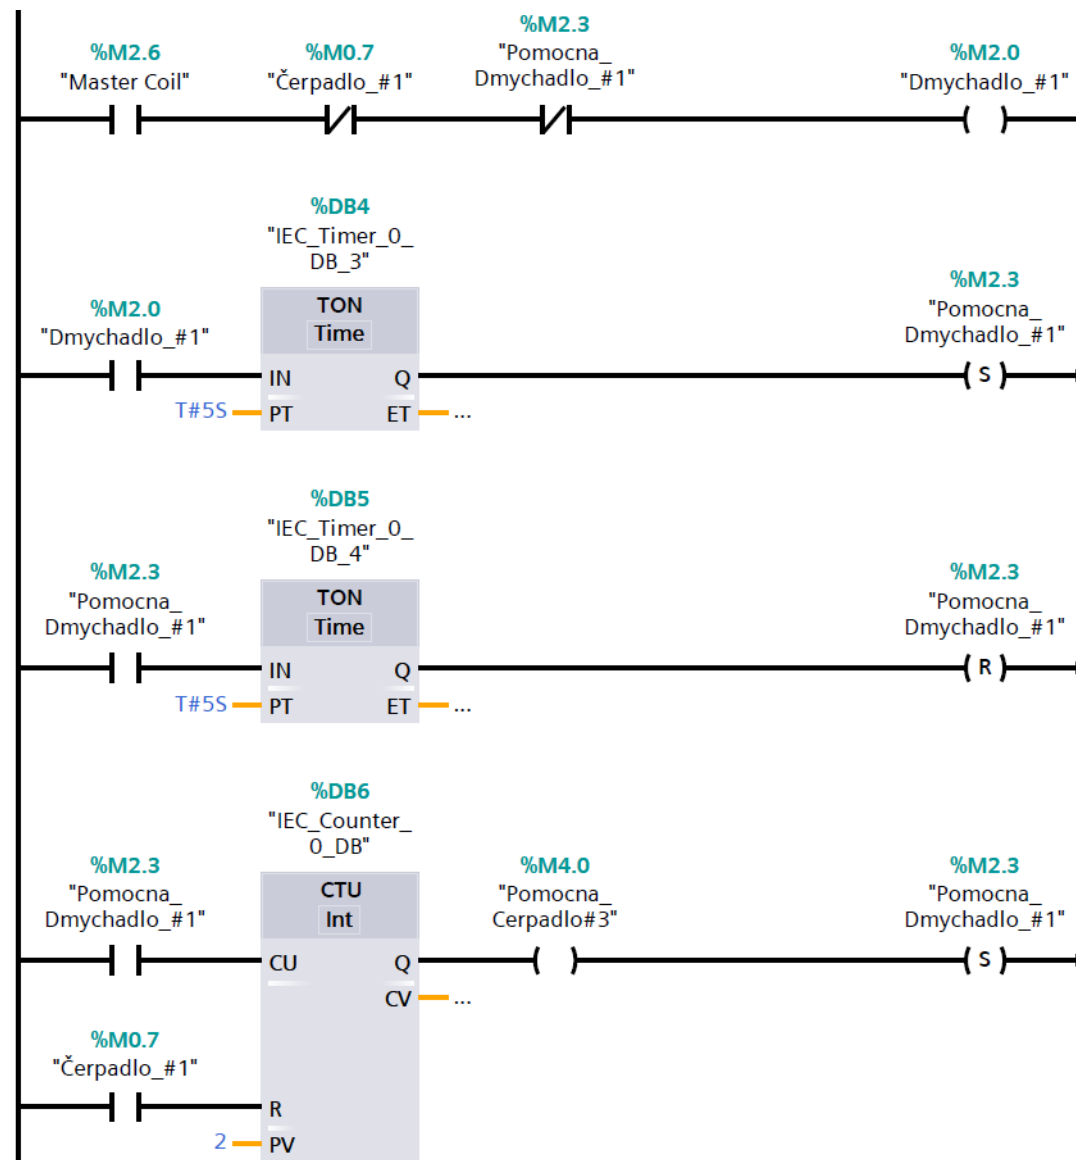 %M2.6
"Master Coil"
%M0.7
"Čerpadlo_#1"
%M2.3
"Pomocna_
Dmychadlo_#1"
%M2.0
"Dmychadlo_#1"
%DB4
"IEC_Timer_0_
DB_3"
%M2.0
"Dmychadlo_#1"
TON
Time
IN
Q
T#5S
PT
ET
...
%M2.3
"Pomocna_
Dmychadlo_#1"
S
%DB5
"IEC_Timer_0_
DB_4"
%M2.3
"Pomocna_
Dmychadlo_#1"
TON
Time
IN
Q
T#5S
PT
ET
...
%M2.3
"Pomocna_
Dmychadlo_#1"
R
%DB6
"IEC_Counter_
0_DB"
%M2.3
"Pomocna_
Dmychadlo_#1"
CTU
Int
CU
Q
CV
...
%M4.0
"Pomocna_
Cerpadlo#3"
%M2.3
"Pomocna_
Dmychadlo_#1"
S
%M0.7
"Čerpadlo_#1"
R
2
PV